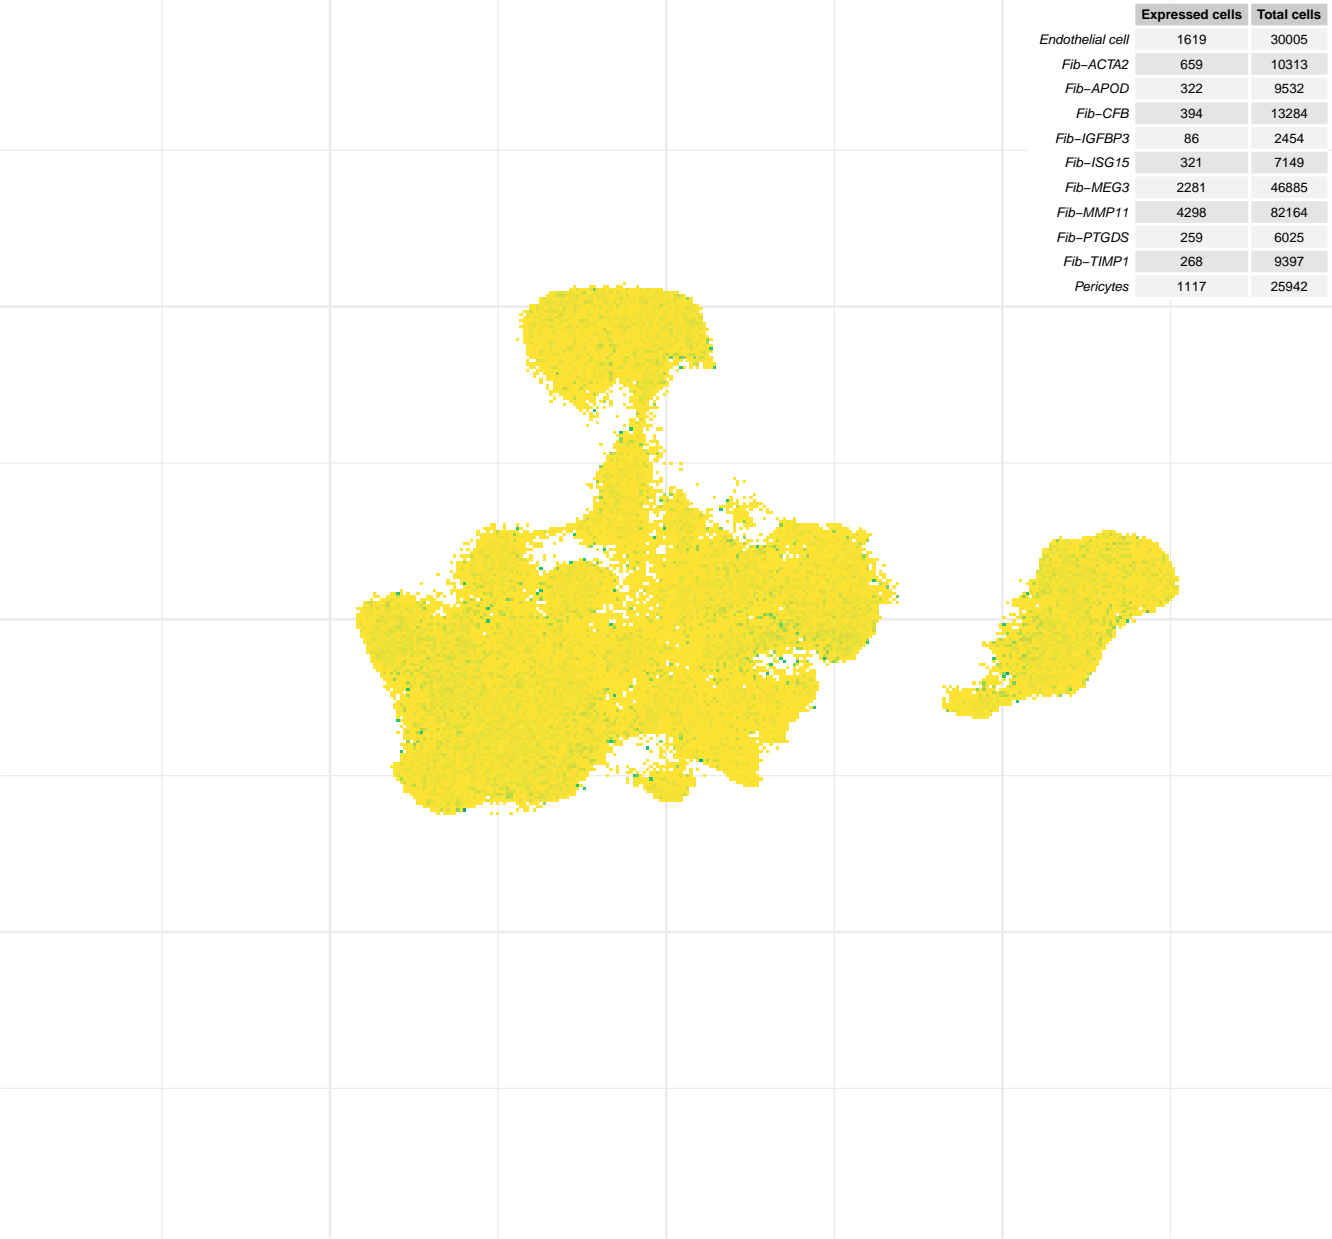 Expressed cells Total cells
Endothelial cell 1619 30005
Fib−ACTA2 659 10313
Fib−APOD 322 9532
Fib−CFB 394 13284
Fib−IGFBP3 86 2454
Fib−ISG15 321 7149
Fib−MEG3 2281 46885
Fib−MMP11 4298 82164
Fib−PTGDS 259 6025
Fib−TIMP1 268 9397
Pericytes 1117 25942